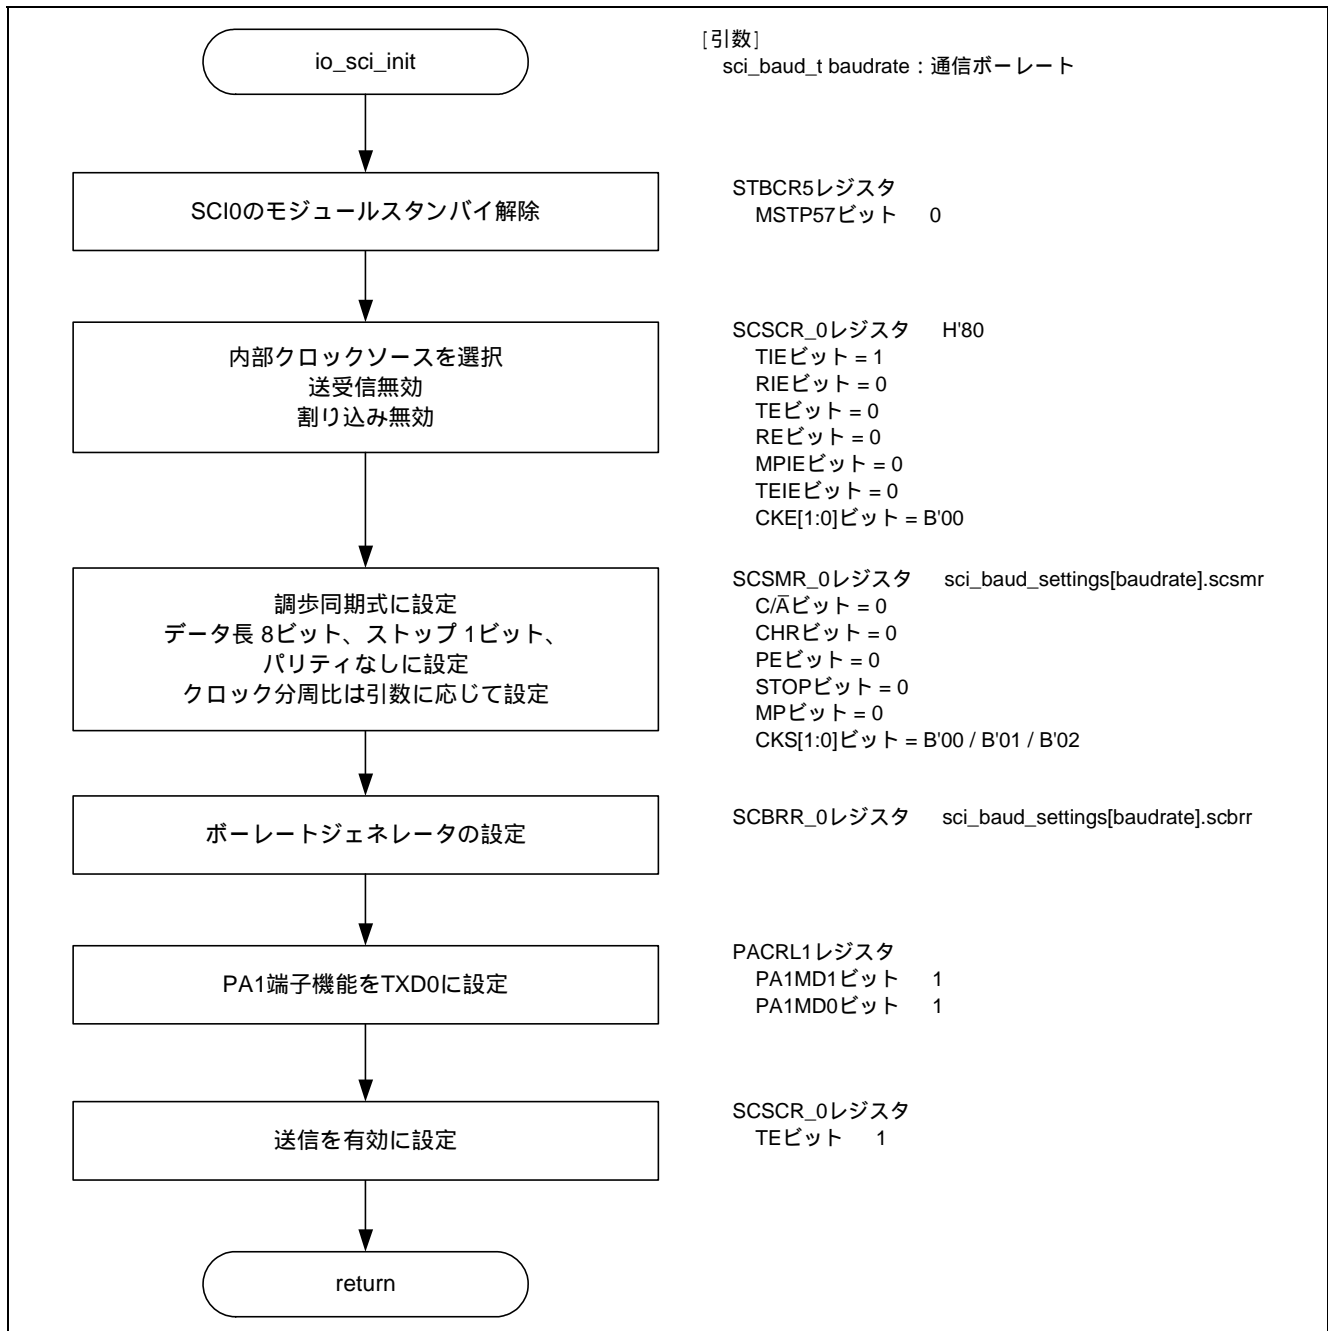 io_sci_init
[引数]
sci_baud_t baudrate：通信ボーレート
SCI0のモジュールスタンバイ解除
STBCR5レジスタ
MSTP57ビット 0
内部クロックソースを選択
送受信無効
割り込み無効
SCSCR_0レジスタ H'80
TIEビット = 1
RIEビット = 0
TEビット = 0
REビット = 0
MPIEビット = 0
TEIEビット = 0
CKE[1:0]ビット = B'00
調歩同期式に設定
データ長 8ビット、ストップ 1ビット、
パリティなしに設定
クロック分周比は引数に応じて設定
SCSMR_0レジスタ sci_baud_settings[baudrate].scsmr
C/A̅ビット = 0
CHRビット = 0
PEビット = 0
STOPビット = 0
MPビット = 0
CKS[1:0]ビット = B'00 / B'01 / B'02
ボーレートジェネレータの設定
SCBRR_0レジスタ sci_baud_settings[baudrate].scbrr
PA1端子機能をTXD0に設定
PACRL1レジスタ
PA1MD1ビット 1
PA1MD0ビット 1
送信を有効に設定
SCSCR_0レジスタ
TEビット 1
return